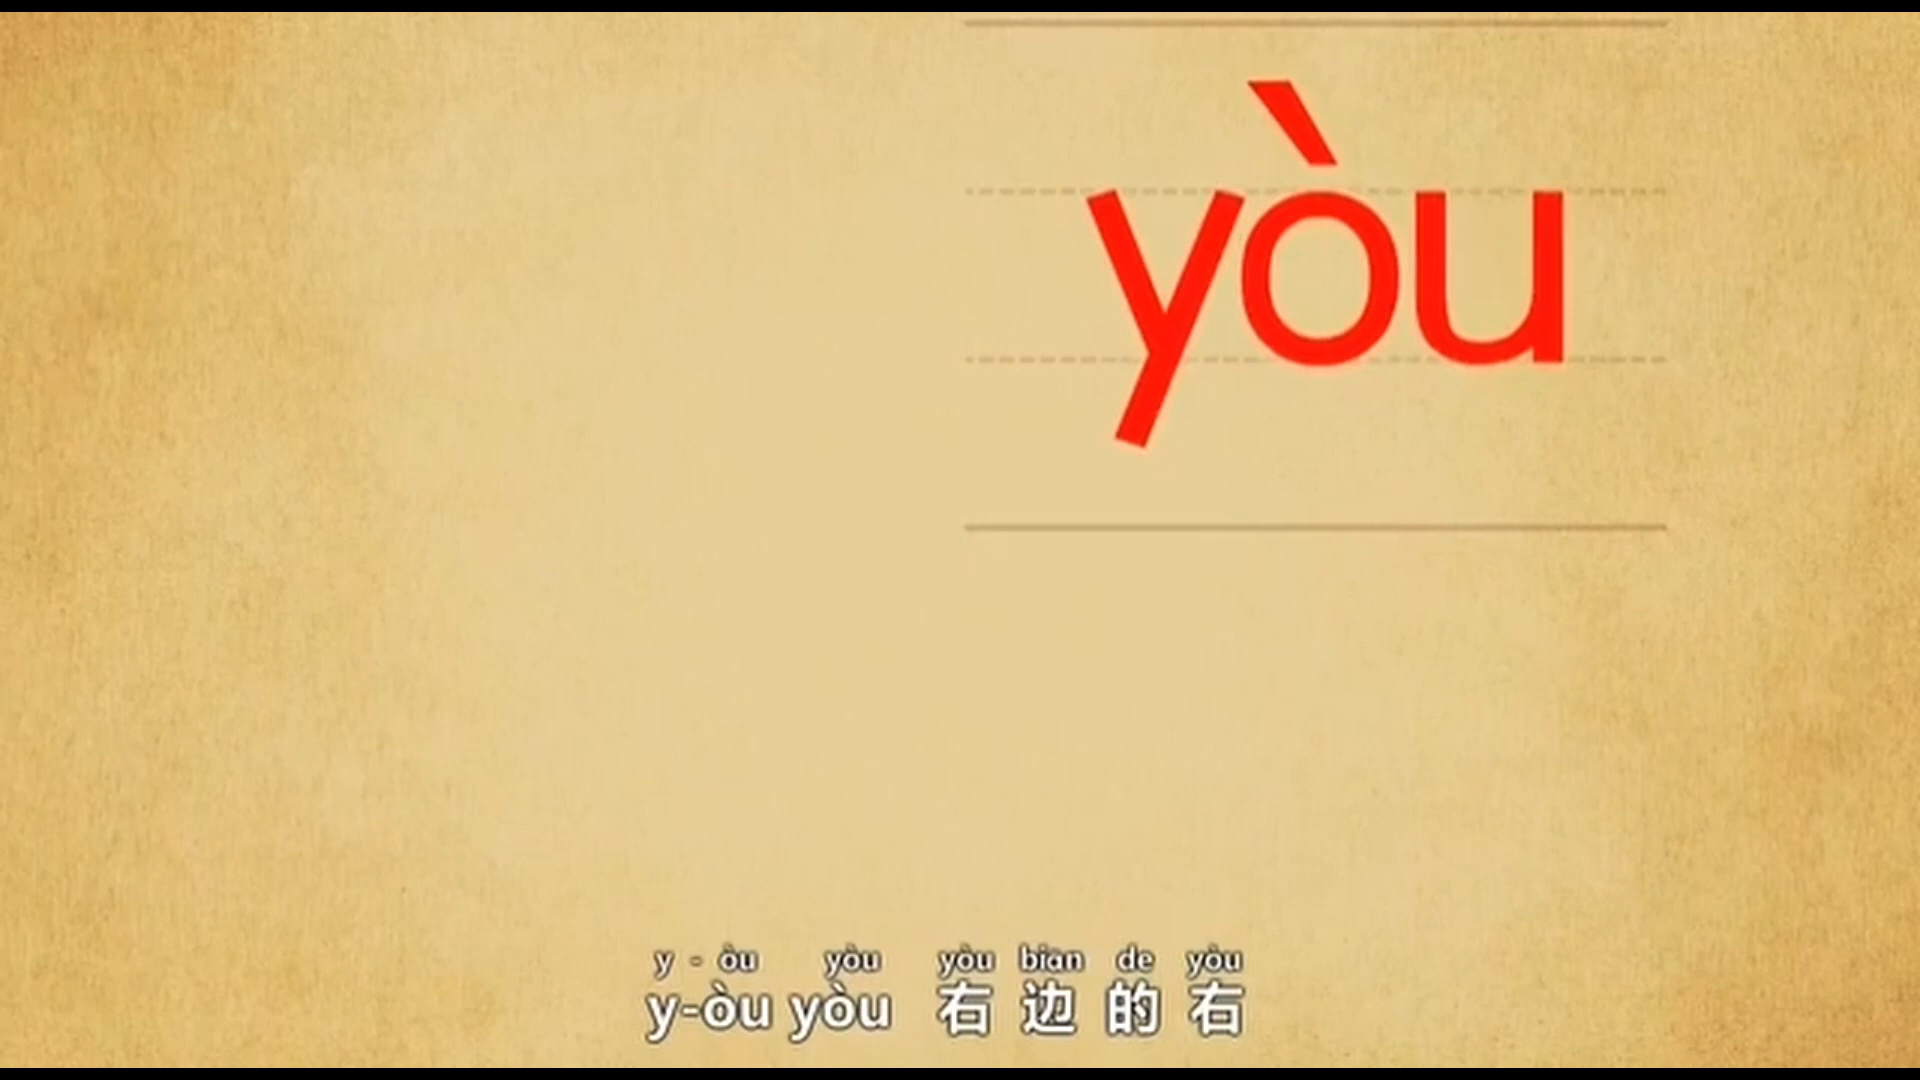 yòu
y - òu yòu yòu biān de yòu
y-òu yòu 右 边 的 右